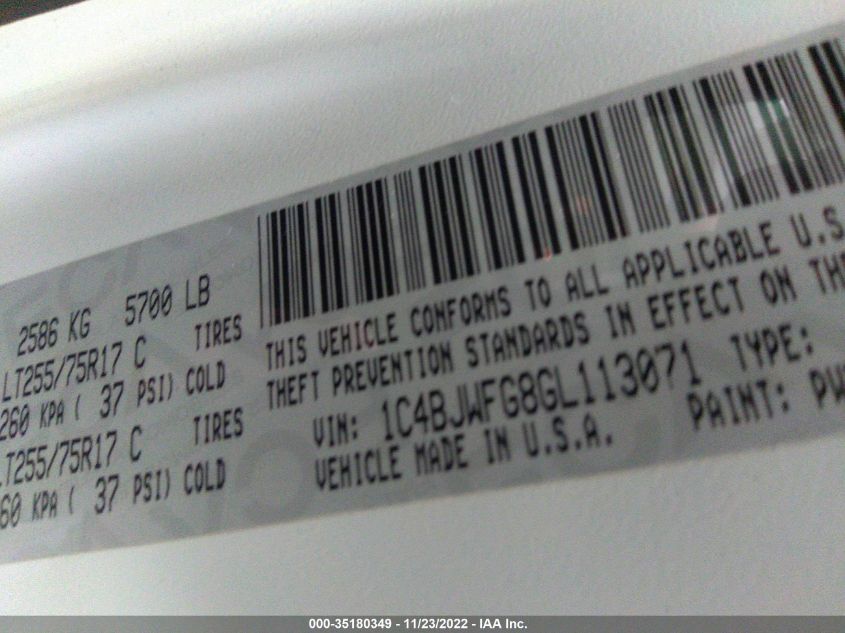 2586 KG 5700 LB
LT255/75R17 C TIRES
260 KPA ( 37 PSI) COLD
LT255/75R17 C TIRES
60 KPA ( 37 PSI) COLD
THIS VEHICLE CONFORMS TO ALL APPLICABLE U.S
THEFT PREVENTION STANDARDS IN EFFECT ON THE
VIN: 1C4BJWFG8GL113071 TYPE:
VEHICLE MADE IN U.S.A. PAINT: PW
000-35180349 - 11/23/2022 - IAA Inc.